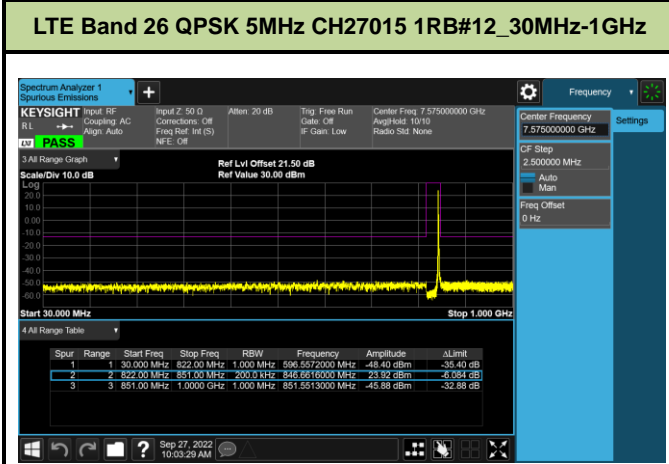 LTE Band 26 QPSK 5MHz CH27015 1RB#12_30MHz-1GHz
Spectrum Analyzer 1
Spurious Emissions
+
Frequency
KEYSIGHT
RL
Input: RF
Coupling: AC
Align: Auto
Input Z: 50 Ω
Corrections: Off
Freq Ref: Int (S)
NFE: Off
Atten: 20 dB
Trig: Free Run
Gate: Off
IF Gain: Low
Center Freq: 7.575000000 GHz
Avg|Hold: 10/10
Radio Std: None
LXI PASS
Center Frequency
7.575000000 GHz
Settings
CF Step
2.500000 MHz
Auto
Man
Freq Offset
0 Hz
3 All Range Graph
Scale/Div 10.0 dB
Ref Lvl Offset 21.50 dB
Ref Value 30.00 dBm
Log
20.0
10.0
0.00
-10.0
-20.0
-30.0
-40.0
-50.0
-60.0
Start 30.000 MHz
Stop 1.000 GHz
4 All Range Table
Spur Range Start Freq Stop Freq RBW Frequency Amplitude ΔLimit
1 1 30.000 MHz 822.00 MHz 1.000 MHz 596.5572000 MHz -48.40 dBm -35.40 dB
2 2 822.00 MHz 851.00 MHz 200.0 kHz 846.6616000 MHz 23.92 dBm -6.084 dB
3 3 851.00 MHz 1.0000 GHz 1.000 MHz 851.5513000 MHz -45.88 dBm -32.88 dB
?
Sep 27, 2022
10:03:29 AM